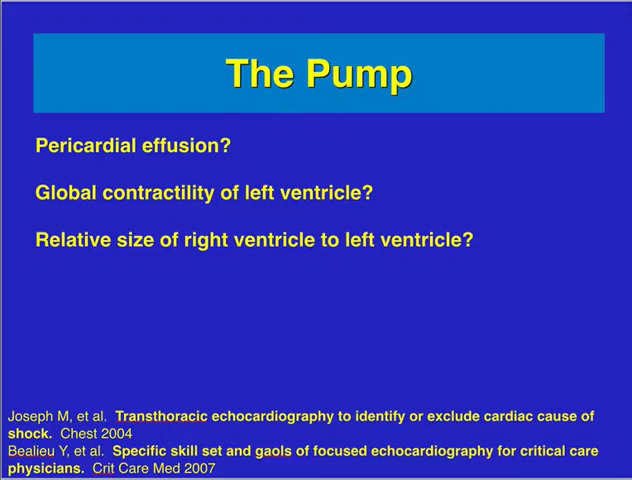 The Pump
Pericardial effusion?
Global contractility of left ventricle?
Relative size of right ventricle to left ventricle?
Joseph M, et al.  Transthoracic echocardiography to identify or exclude cardiac cause of
shock.  Chest 2004
Bealieu Y, et al.  Specific skill set and gaols of focused echocardiography for critical care
physicians.  Crit Care Med 2007